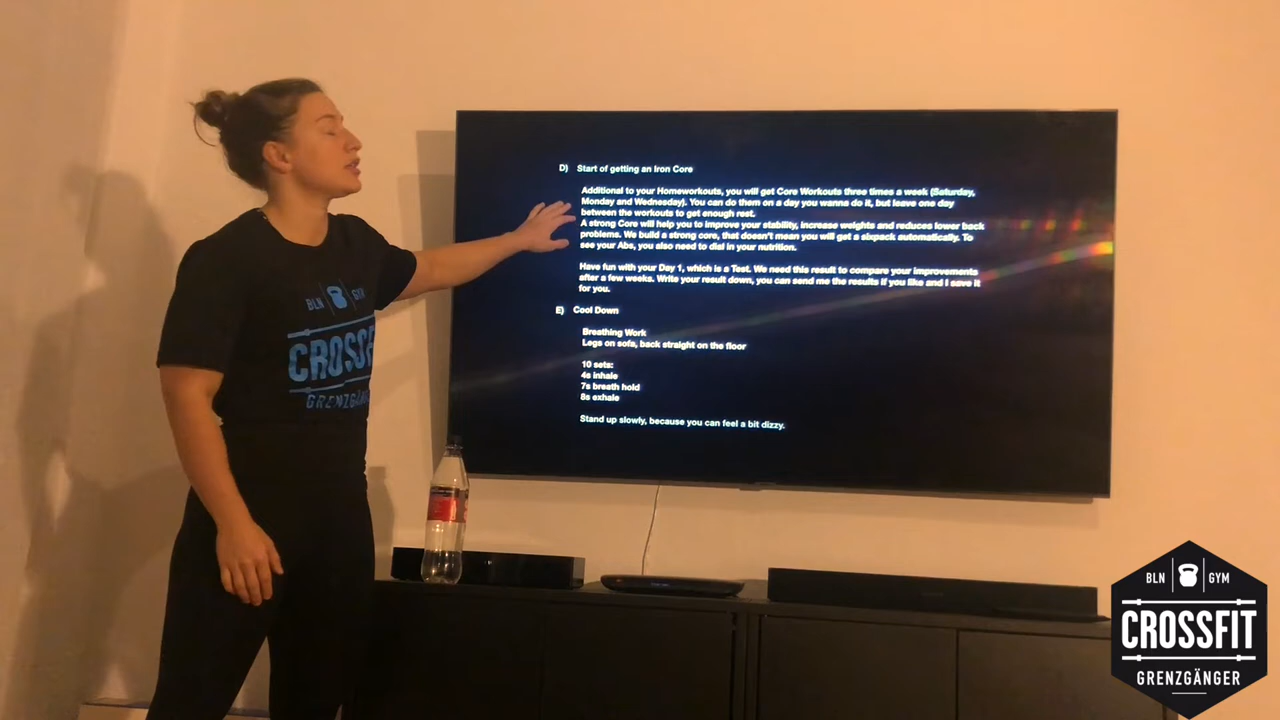 D) Start of getting an Iron Core
Additional to your Homeworkouts, you will get Core Workouts three times a week (Saturday,
Monday and Wednesday). You can do them on a day you wanna do it, but leave one day
between the workouts to get enough rest.
A strong Core will help you to improve your stability, increase weights and reduces lower back
problems. We build a strong core, that doesn't mean you will get a sixpack automatically. To
see your Abs, you also need to dial in your nutrition.
Have fun with your Day 1, which is a Test. We need this result to compare your improvements
after a few weeks. Write your result down, you can send me the results if you like and I save it
for you.
E) Cool Down
Breathing Work
Legs on sofa, back straight on the floor
10 sets:
4s inhale
7s breath hold
8s exhale
Stand up slowly, because you can feel a bit dizzy.
BLN GYM
CROSSF
GRENZGÄN
BLN GYM
CROSSFIT
GRENZGÄNGER